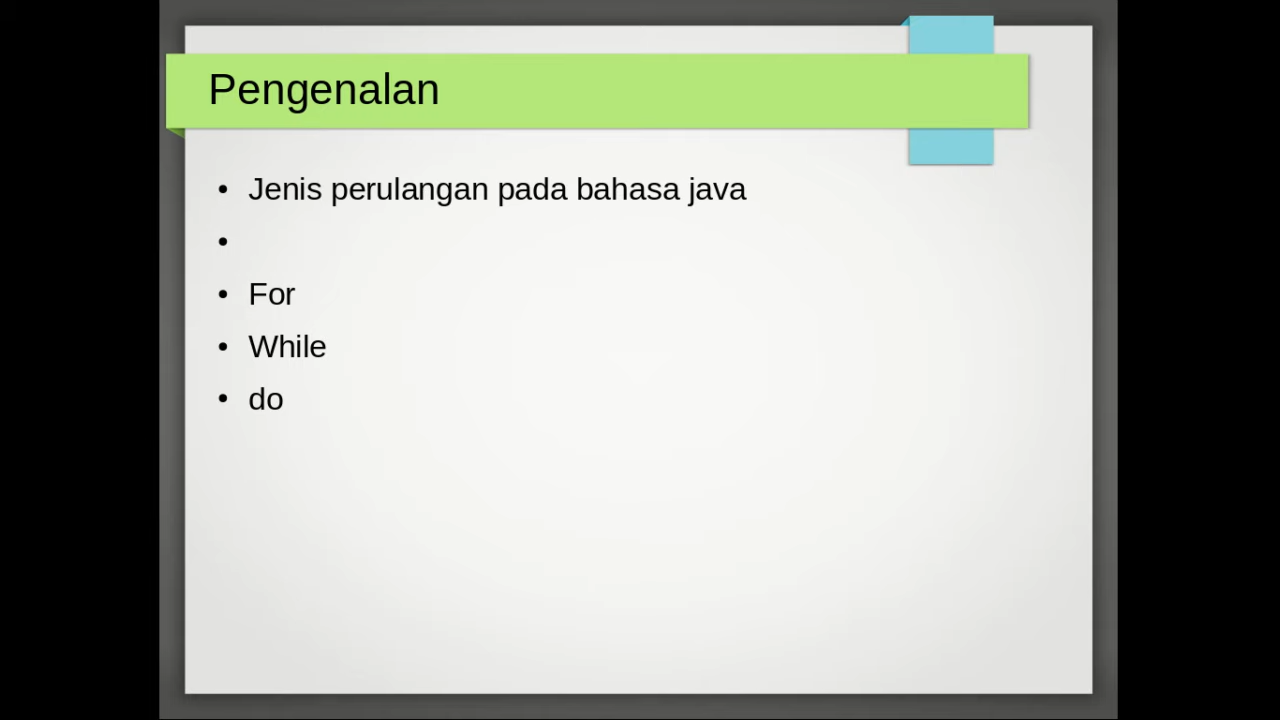 Pengenalan
• Jenis perulangan pada bahasa java
•
• For
• While
• do